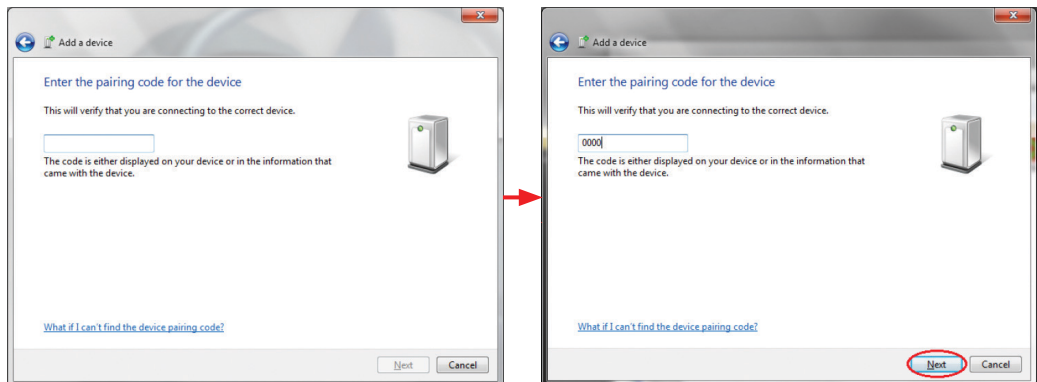 Add a device
Enter the pairing code for the device
This will verify that you are connecting to the correct device.
The code is either displayed on your device or in the information that
came with the device.
What if I can't find the device pairing code?
Next
Cancel
Add a device
Enter the pairing code for the device
This will verify that you are connecting to the correct device.
0000
The code is either displayed on your device or in the information that
came with the device.
What if I can't find the device pairing code?
Next
Cancel